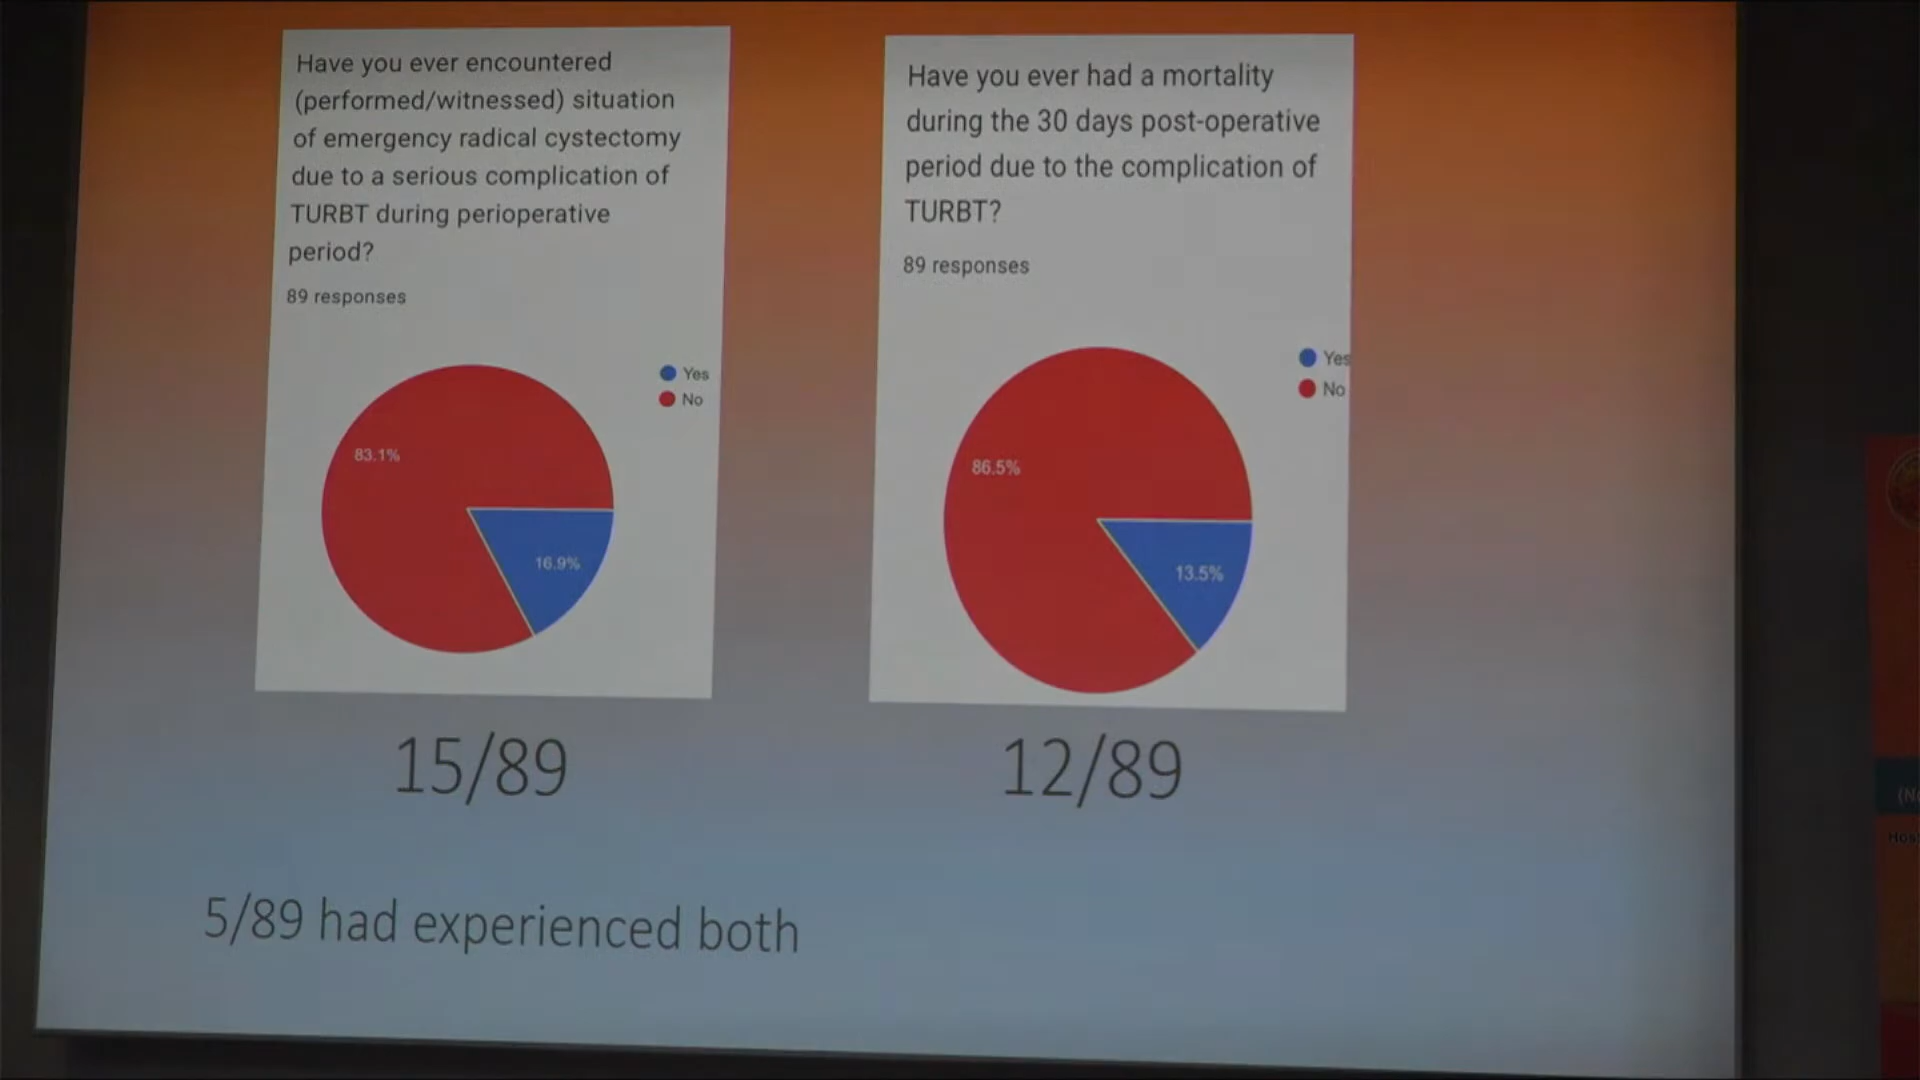 Have you ever encountered
(performed/witnessed) situation
of emergency radical cystectomy
due to a serious complication of
TURBT during perioperative
period?
89 responses
Yes
No
83.1%
16.9%
15/89
Have you ever had a mortality
during the 30 days post-operative
period due to the complication of
TURBT?
89 responses
Yes
No
86.5%
13.5%
12/89
5/89 had experienced both